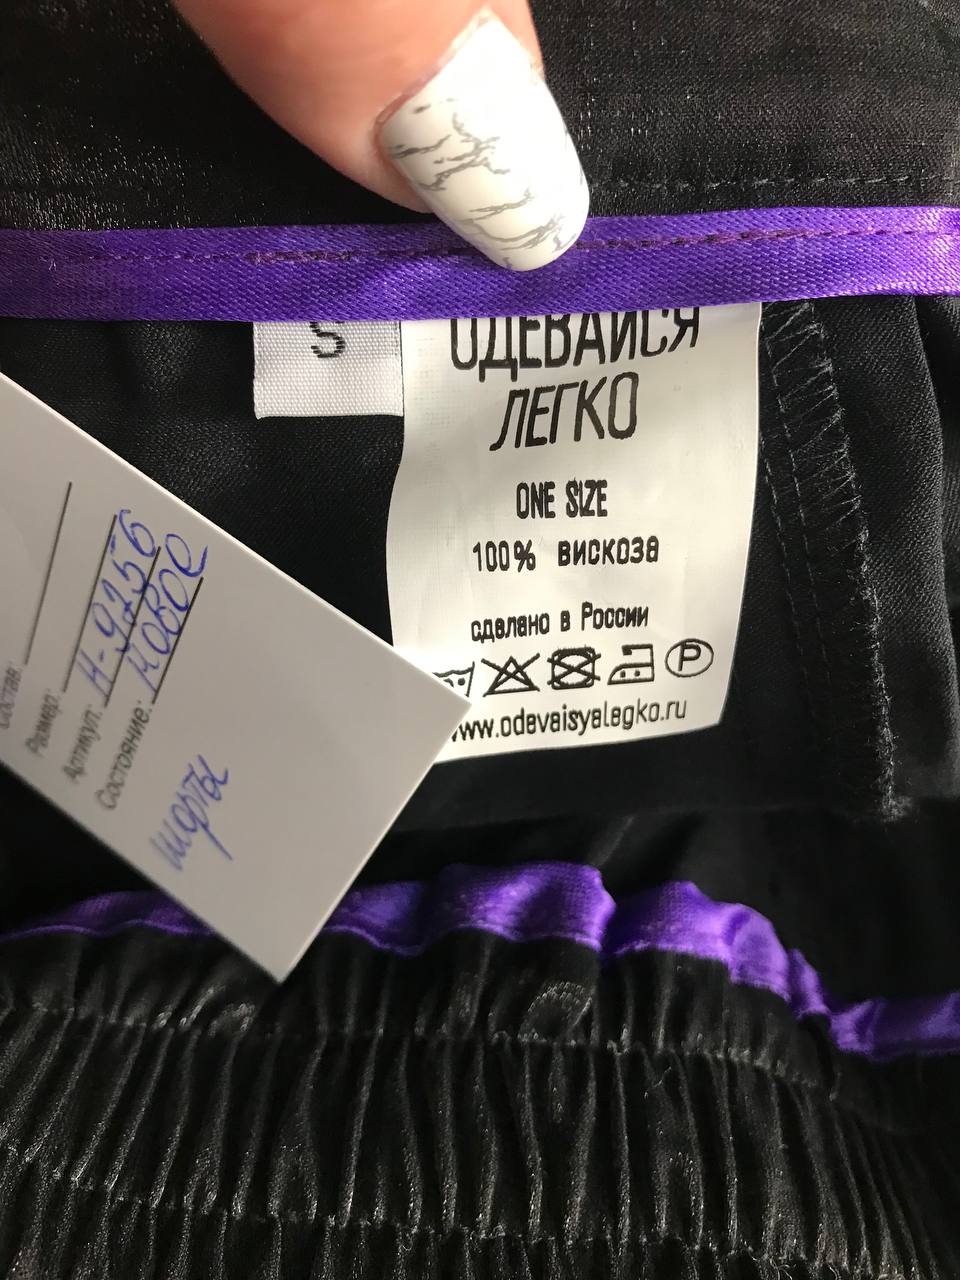 S
ОДЕВАЙСЯ
ЛЕГКО
ONE SIZE
100% вискоза
сделано в России
P
www.odevaisyalegko.ru
Состав:
Размер:
Артикул: Н-9256
Состояние: новое
шорты